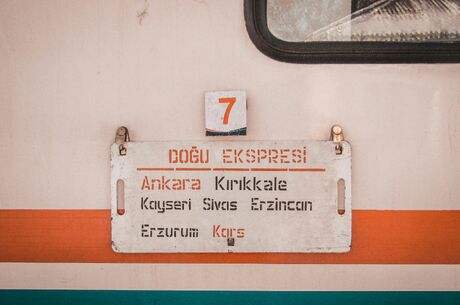 7
DOĞU EKSPRESİ
Ankara Kırıkkale
Kayseri Sivas Erzincan
Erzurum Kars